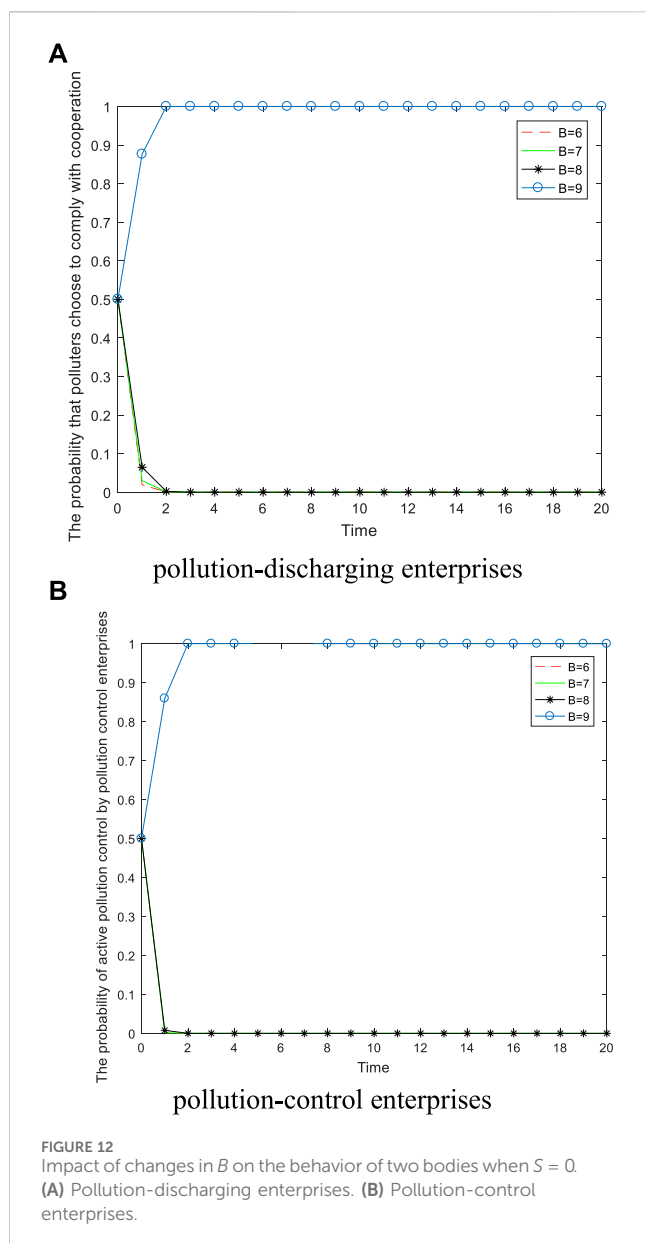 A
The probability that polluters choose to comply with cooperation
1
0.9
0.8
0.7
0.6
0.5
0.4
0.3
0.2
0.1
0
B=6
B=7
B=8
B=9
0 2 4 6 8 10 12 14 16 18 20
Time
pollution-discharging enterprises
B
The probability of active pollution control by pollution control enterprises
1
0.9
0.8
0.7
0.6
0.5
0.4
0.3
0.2
0.1
0
B=6
B=7
B=8
B=9
0 2 4 6 8 10 12 14 16 18 20
Time
pollution-control enterprises
FIGURE 12
Impact of changes in B on the behavior of two bodies when S = 0.
(A) Pollution-discharging enterprises. (B) Pollution-control
enterprises.